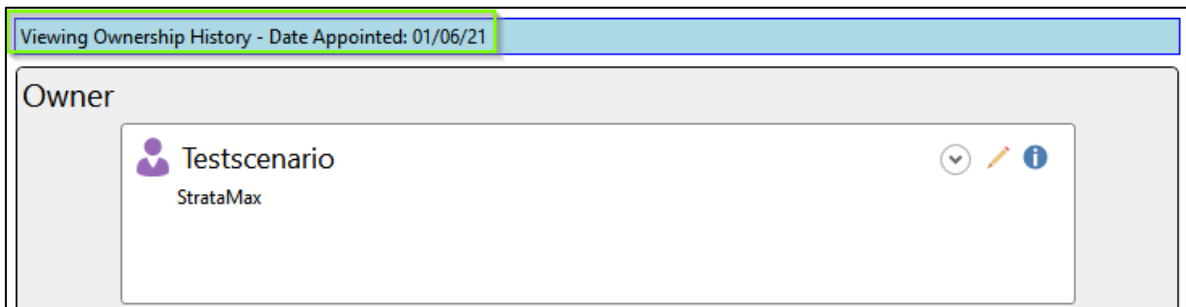 Viewing Ownership History - Date Appointed: 01/06/21
Owner
Testscenario
StrataMax